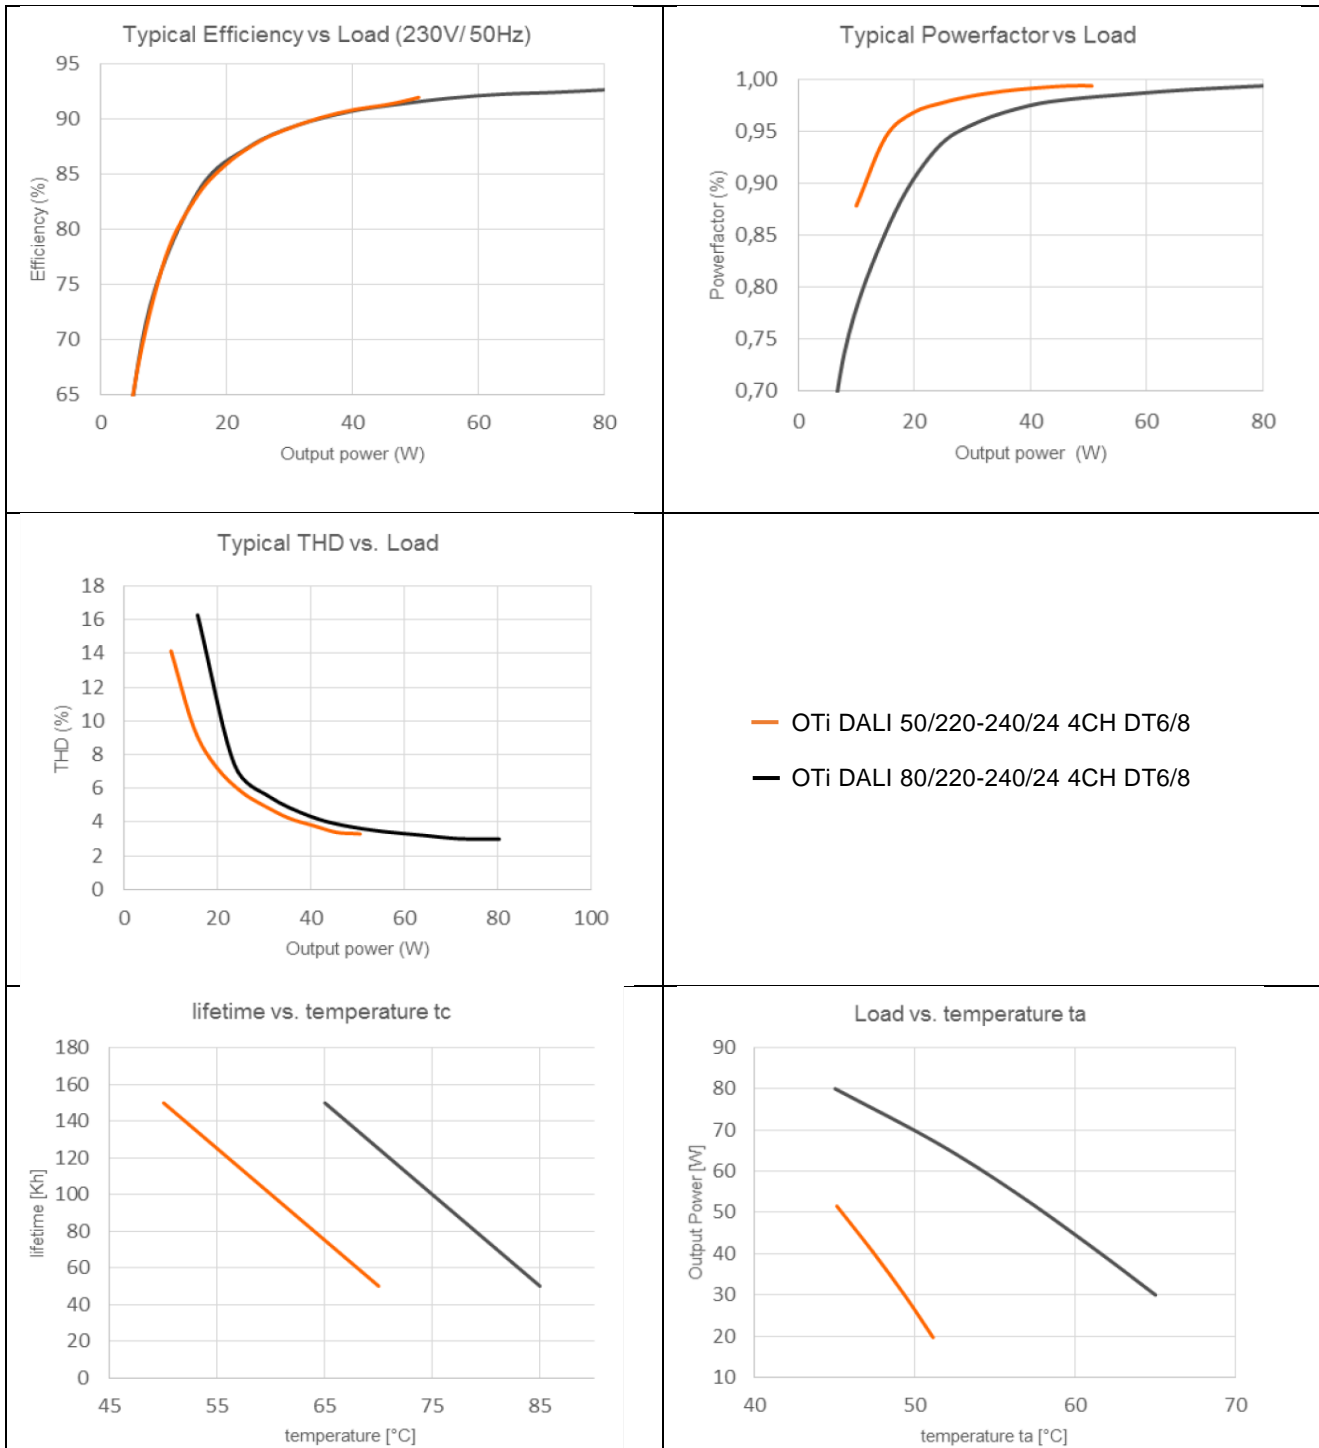 Typical Efficiency vs Load (230V/ 50Hz)
95
90
85
80
75
70
65
Efficiency (%)
0 20 40 60 80
Output power (W)
Typical Powerfactor vs Load
1,00
0,95
0,90
0,85
0,80
0,75
0,70
Powerfactor (%)
0 20 40 60 80
Output power (W)
Typical THD vs. Load
18
16
14
12
10
8
6
4
2
0
THD (%)
0 20 40 60 80 100
Output power (W)
OTi DALI 50/220-240/24 4CH DT6/8
OTi DALI 80/220-240/24 4CH DT6/8
lifetime vs. temperature tc
180
160
140
120
100
80
60
40
20
0
lifetime [Kh]
45 55 65 75 85
temperature [°C]
Load vs. temperature ta
90
80
70
60
50
40
30
20
10
Output Power [W]
40 50 60 70
temperature ta [°C]